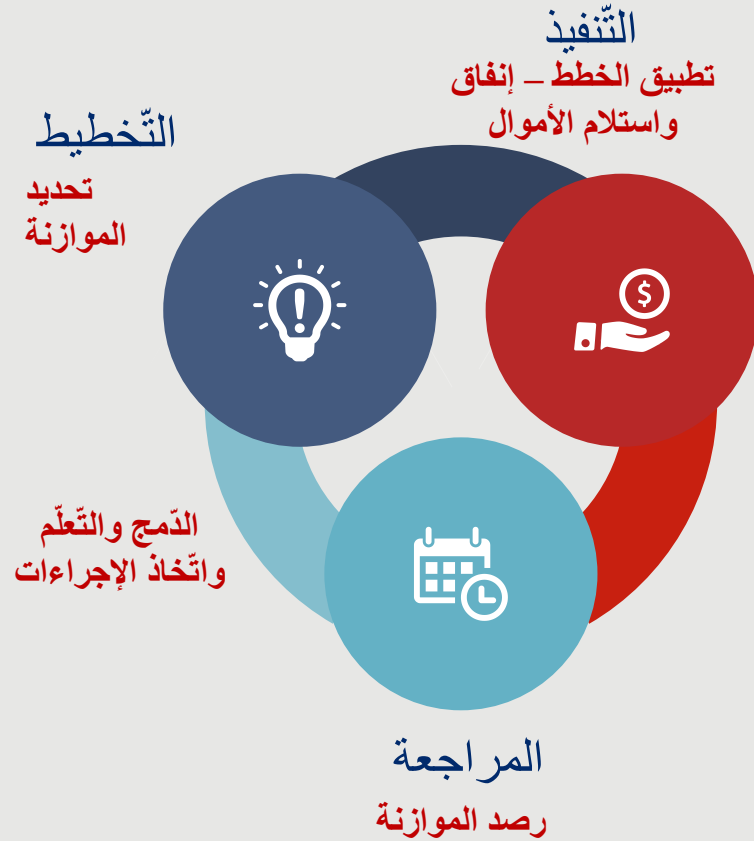 التّنفيذ
تطبيق الخطط – إنفاق
واستلام الأموال
التّخطيط
تحديد
الموازنة
الدّمج والتّعلّم
واتّخاذ الإجراءات
المراجعة
رصد الموازنة